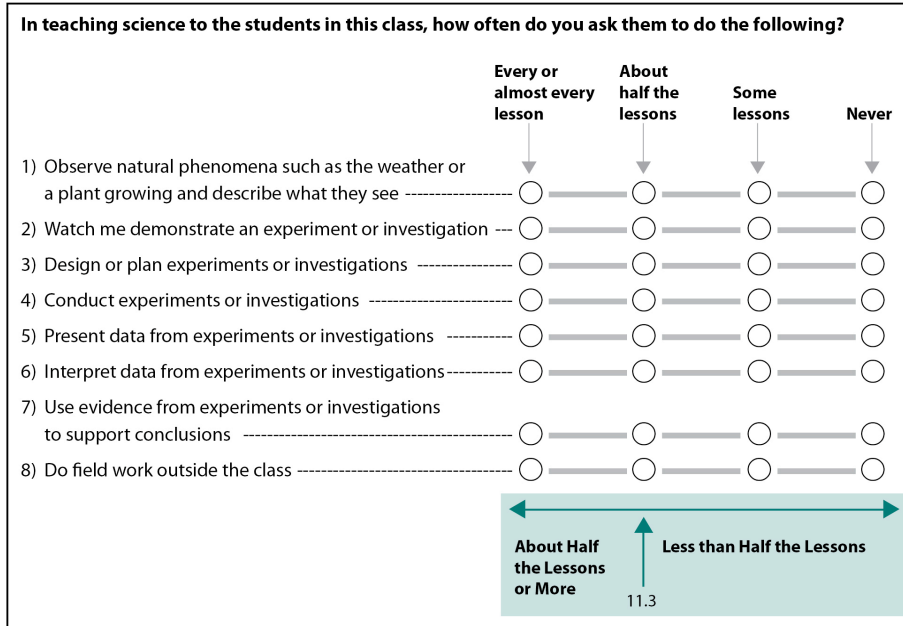 In teaching science to the students in this class, how often do you ask them to do the following?
Every or
almost every
lesson
About
half the
lessons
Some
lessons
Never
1) Observe natural phenomena such as the weather or
a plant growing and describe what they see
2) Watch me demonstrate an experiment or investigation
3) Design or plan experiments or investigations
4) Conduct experiments or investigations
5) Present data from experiments or investigations
6) Interpret data from experiments or investigations
7) Use evidence from experiments or investigations
to support conclusions
8) Do field work outside the class
About Half
the Lessons
or More
Less than Half the Lessons
11.3